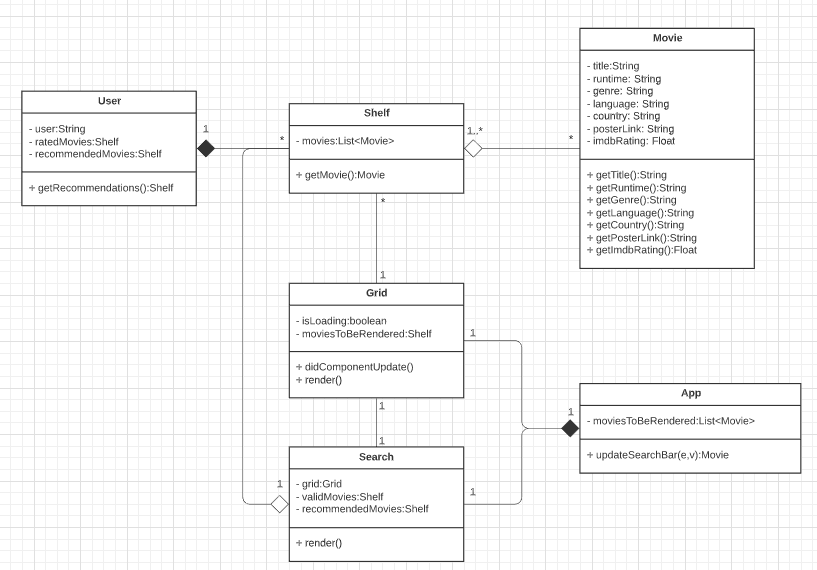 Movie
- title:String
- runtime: String
- genre: String
- language: String
- country: String
- posterLink: String
- imdbRating: Float
+ getTitle():String
+ getRuntime():String
+ getGenre():String
+ getLanguage():String
+ getCountry():String
+ getPosterLink():String
+ getImdbRating():Float
User
- user:String
- ratedMovies:Shelf
- recommendedMovies:Shelf
+ getRecommendations():Shelf
1
*
Shelf
- movies:List<Movie>
+ getMovie():Movie
1..*
*
*
1
Grid
- isLoading:boolean
- moviesToBeRendered:Shelf
+ didComponentUpdate()
+ render()
1
1
1
App
- moviesToBeRendered:List<Movie>
+ updateSearchBar(e,v):Movie
1
1
Search
- grid:Grid
- validMovies:Shelf
- recommendedMovies:Shelf
+ render()
1
1